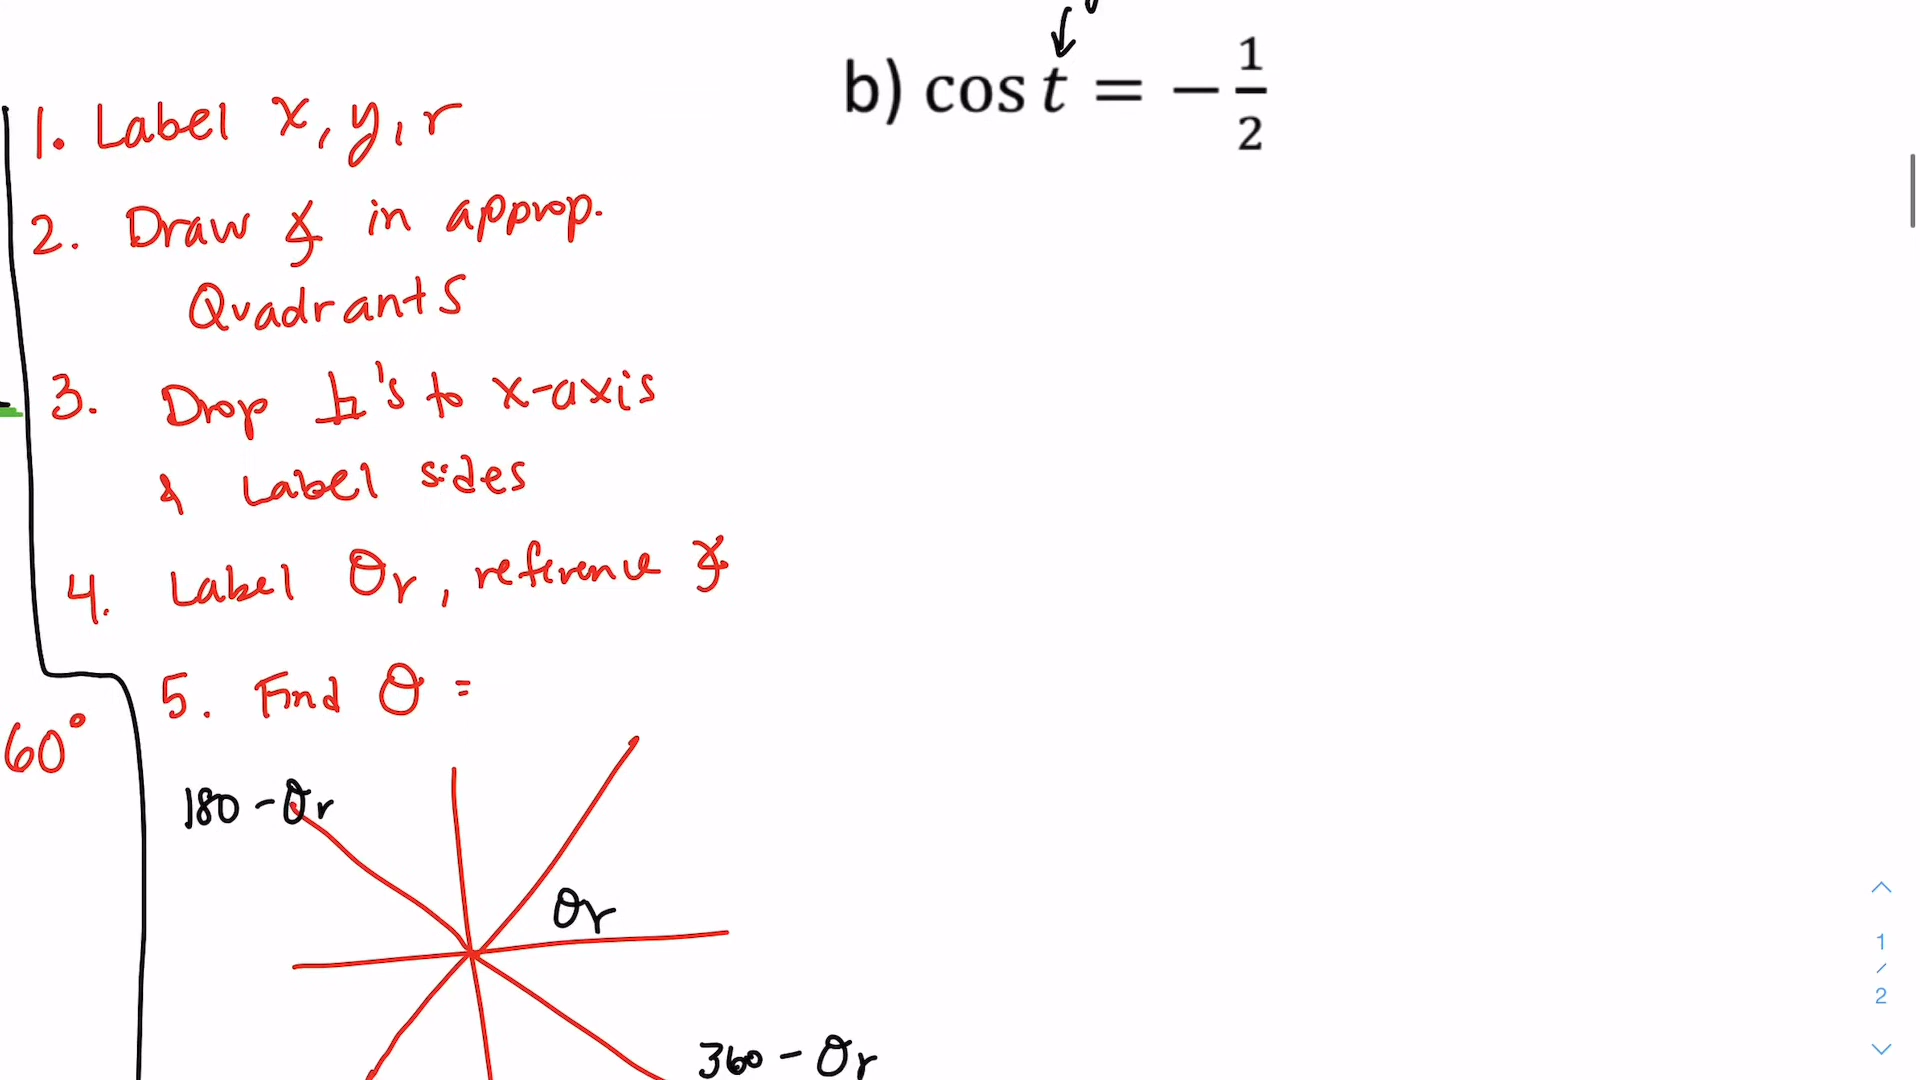 1. Label x, y, r
2. Draw ∡ in approp.
Quadrants
3. Drop ⊥'s to x-axis
& Label sides
4. Label θr, reference ∡
5. Find θ =
60°
180 - θr
θr
360 - θr
b) cos t = -1/2
1
/
2